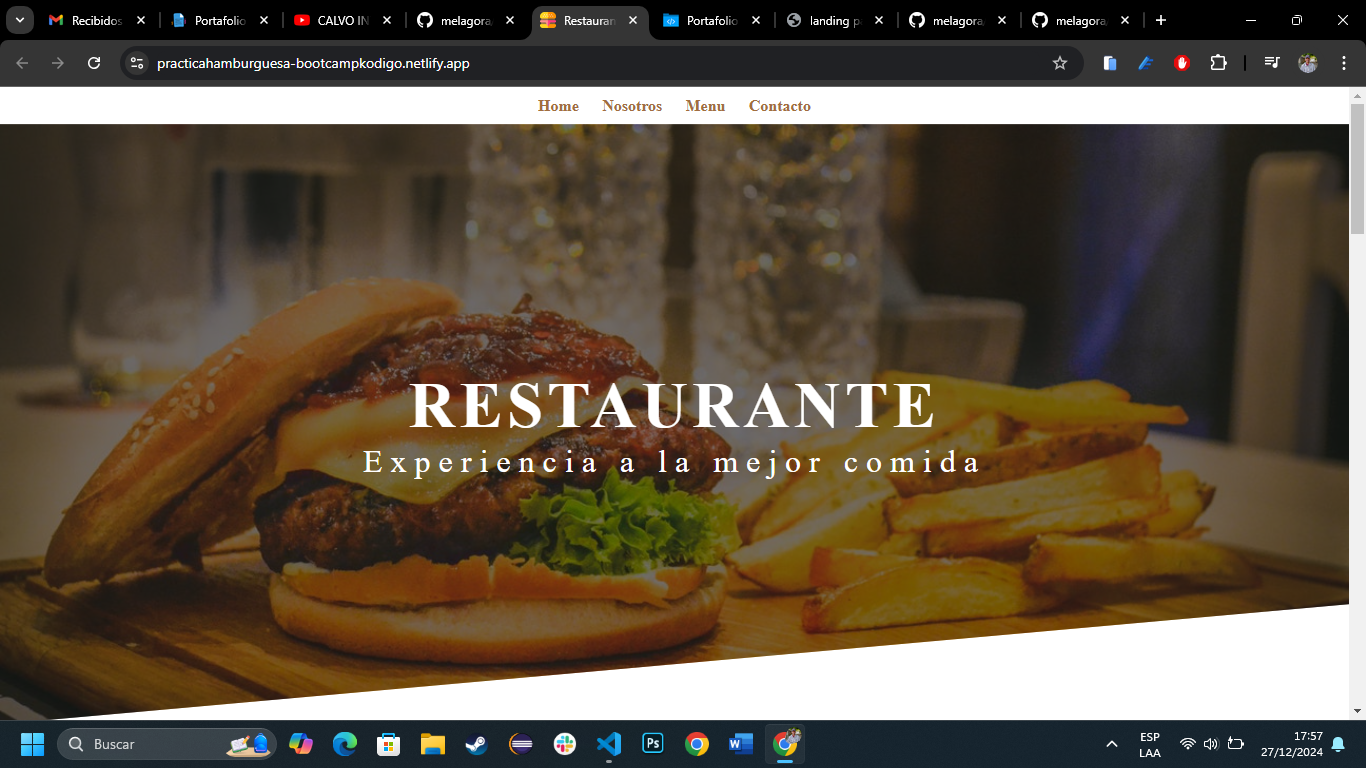 Recibidos
Portafolio
CALVO IN
melagora
Restauran
Portafolio
landing p
melagora
melagora
practicahamburguesa-bootcampkodigo.netlify.app
Home Nosotros Menu Contacto
RESTAURANTE
Experiencia a la mejor comida
Buscar
Ps
W
ESP
LAA
17:57
27/12/2024